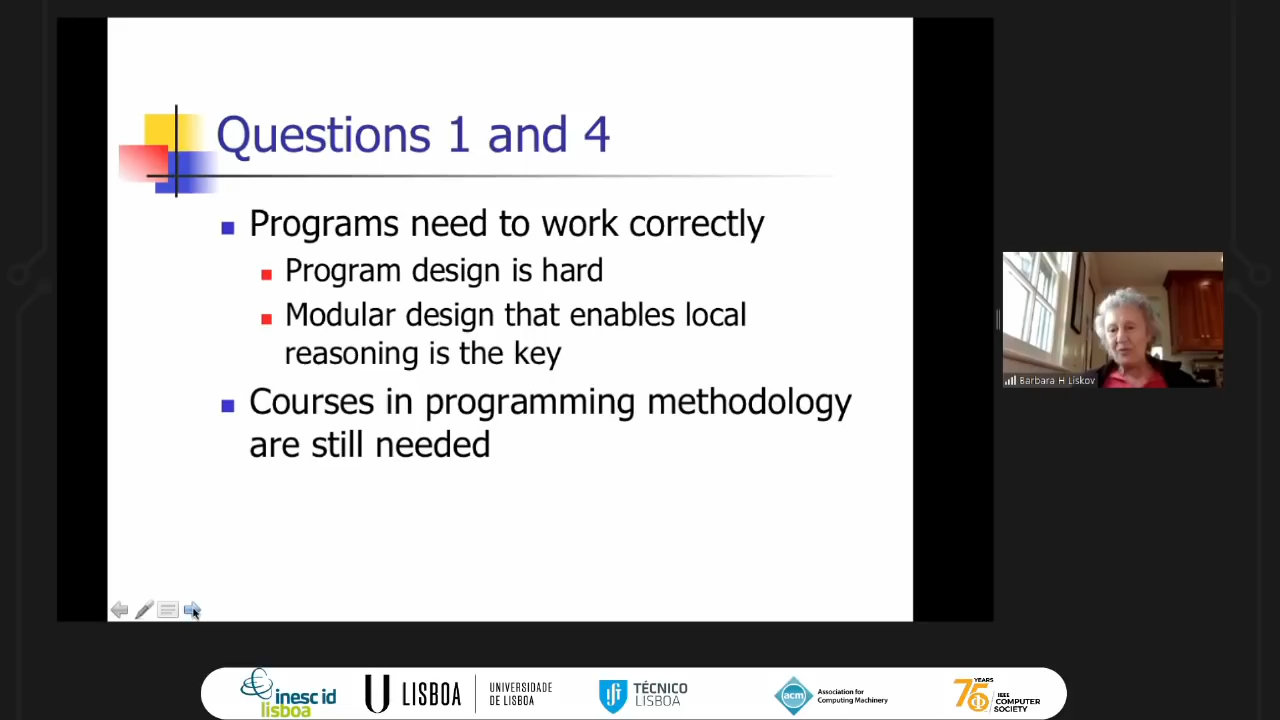 Questions 1 and 4
Programs need to work correctly
Program design is hard
Modular design that enables local
reasoning is the key
Courses in programming methodology
are still needed
Barbara H Liskov
inesc id
lisboa
LISBOA
UNIVERSIDADE
DE LISBOA
TÉCNICO
LISBOA
acm
Association for
Computing Machinery
75
YEARS
IEEE
COMPUTER
SOCIETY